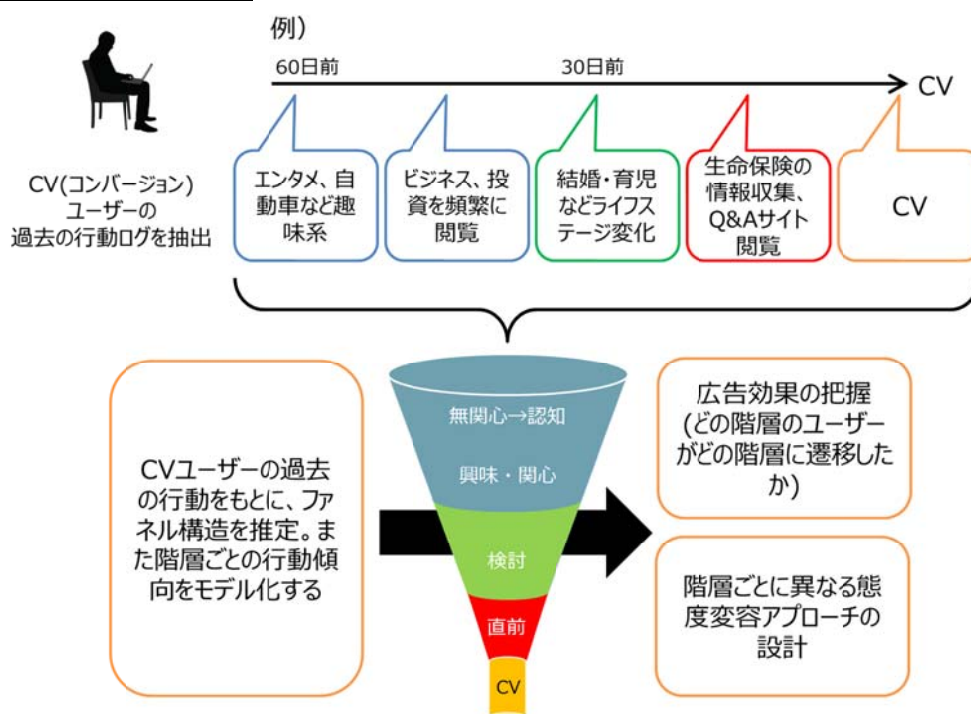 例）
60日前
30日前
CV
CV(コンバージョン)
ユーザーの
過去の行動ログを抽出
エンタメ、自
動車など趣
味系
ビジネス、投
資を頻繁に
閲覧
結婚・育児
などライフス
テージ変化
生命保険の
情報収集、
Q&Aサイト
閲覧
CV
無関心→認知
興味・関心
検討
直前
CV
CVユーザーの過去
の行動をもとに、ファ
ネル構造を推定。ま
た階層ごとの行動傾
向をモデル化する
広告効果の把握
(どの階層のユーザー
がどの階層に遷移した
か)
階層ごとに異なる態
度変容アプローチの
設計